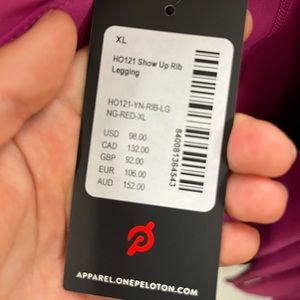 XL
HO121 Show Up Rib
Legging
HO121-YN-RIB-LG
NG-RED-XL
USD 98.00
CAD 132.00
GBP 92.00
EUR 106.00
AUD 152.00
840081364543
APPAREL.ONEPELOTON.COM